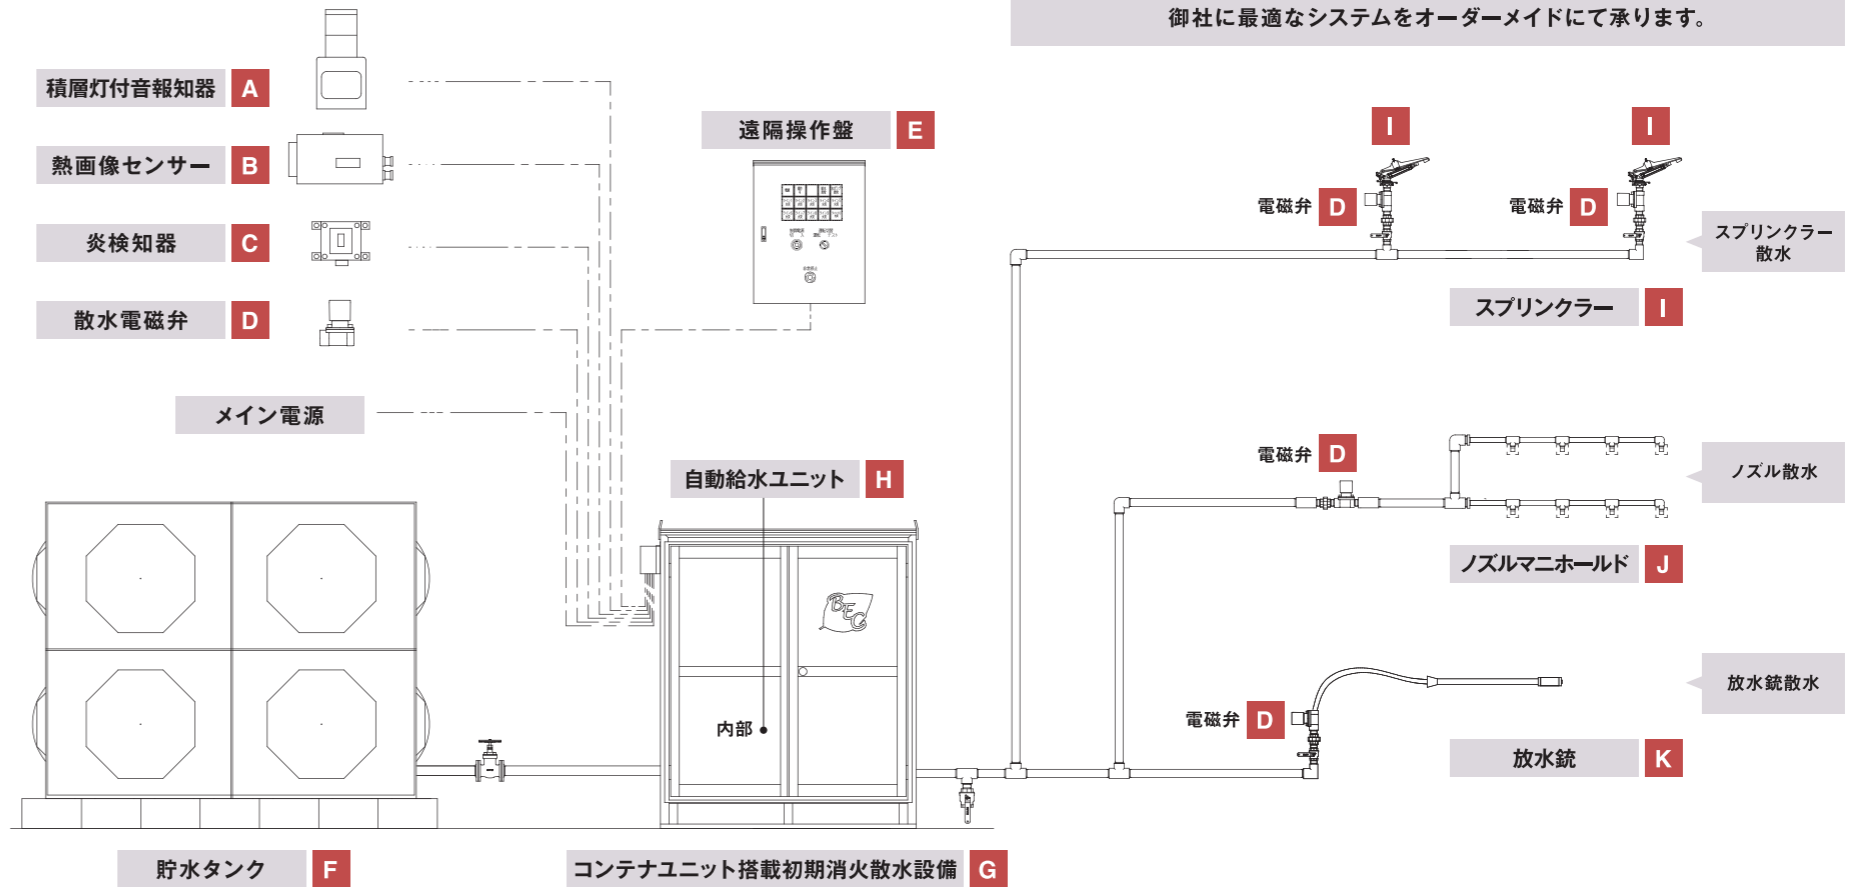 御社に最適なシステムをオーダーメイドにて承ります。
積層灯付音報知器 A
熱画像センサー B
炎検知器 C
散水電磁弁 D
メイン電源
遠隔操作盤 E
自動給水ユニット H
BEC
内部
貯水タンク F
コンテナユニット搭載初期消火散水設備 G
I
I
電磁弁 D
電磁弁 D
スプリンクラー
散水
スプリンクラー I
電磁弁 D
ノズル散水
ノズルマニホールド J
電磁弁 D
放水銃散水
放水銃 K